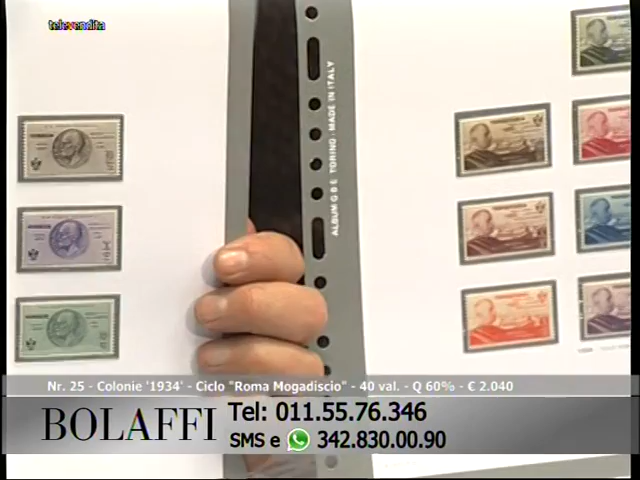 televendita
ALBUM G B E TORINO - MADE IN ITALY
Nr. 25 - Colonie '1934' - Ciclo "Roma Mogadiscio" - 40 val. - Q 60% - € 2.040
BOLAFFI
Tel: 011.55.76.346
SMS e 342.830.00.90